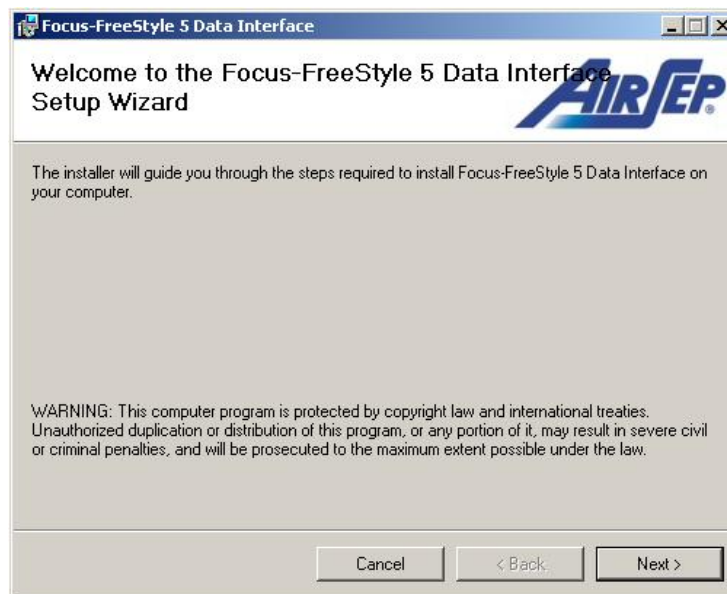 Focus-FreeStyle 5 Data Interface
Welcome to the Focus-FreeStyle 5 Data Interface
Setup Wizard
AIRSEP®
The installer will guide you through the steps required to install Focus-FreeStyle 5 Data Interface on
your computer.
WARNING: This computer program is protected by copyright law and international treaties.
Unauthorized duplication or distribution of this program, or any portion of it, may result in severe civil
or criminal penalties, and will be prosecuted to the maximum extent possible under the law.
Cancel
< Back
Next >